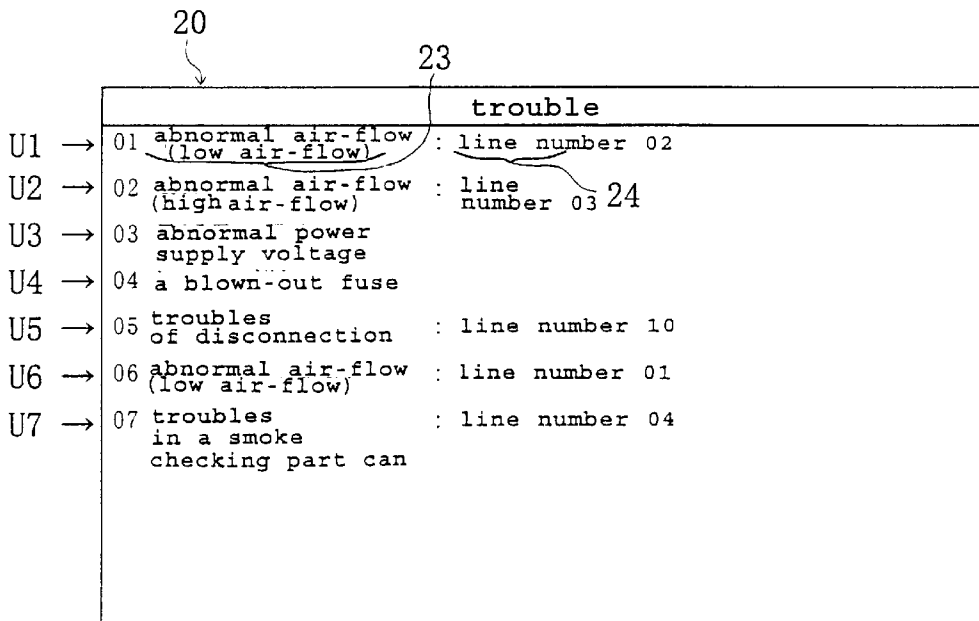 20
23
trouble
U1 → 01 abnormal air-flow : line number 02
(low air-flow)
U2 → 02 abnormal air-flow : line
(high air-flow) number 03 24
U3 → 03 abnormal power
supply voltage
U4 → 04 a blown-out fuse
U5 → 05 troubles
of disconnection : line number 10
U6 → 06 abnormal air-flow : line number 01
(low air-flow)
U7 → 07 troubles : line number 04
in a smoke
checking part can